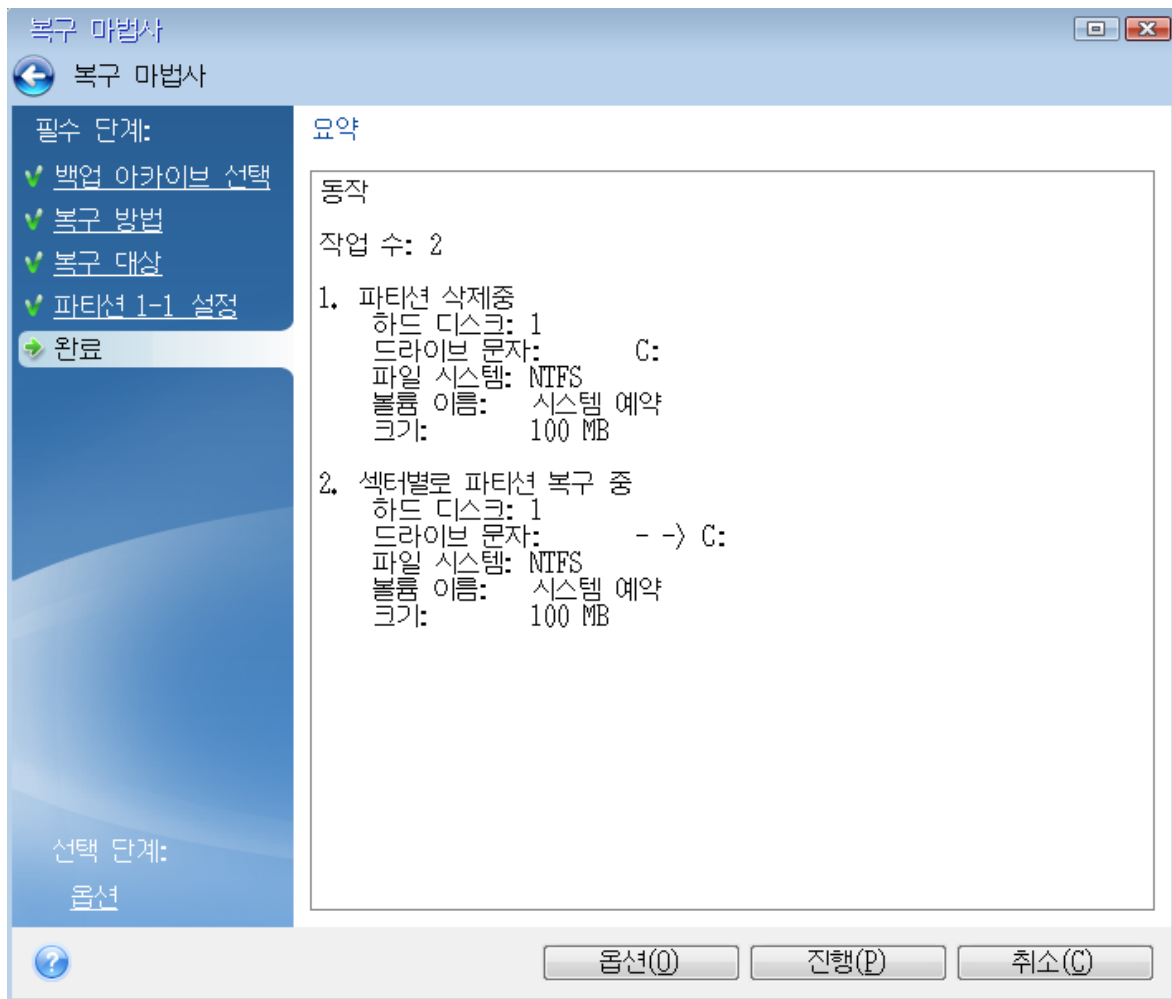 복구 마법사
복구 마법사
필수 단계:
백업 아카이브 선택
복구 방법
복구 대상
파티션 1-1 설정
완료
선택 단계:
옵션
요약
동작
작업 수: 2
1. 파티션 삭제중
하드 디스크: 1
드라이브 문자: C:
파일 시스템: NTFS
볼륨 이름: 시스템 예약
크기: 100 MB
2. 섹터별로 파티션 복구 중
하드 디스크: 1
드라이브 문자: - -> C:
파일 시스템: NTFS
볼륨 이름: 시스템 예약
크기: 100 MB
옵션(O) 진행(P) 취소(C)